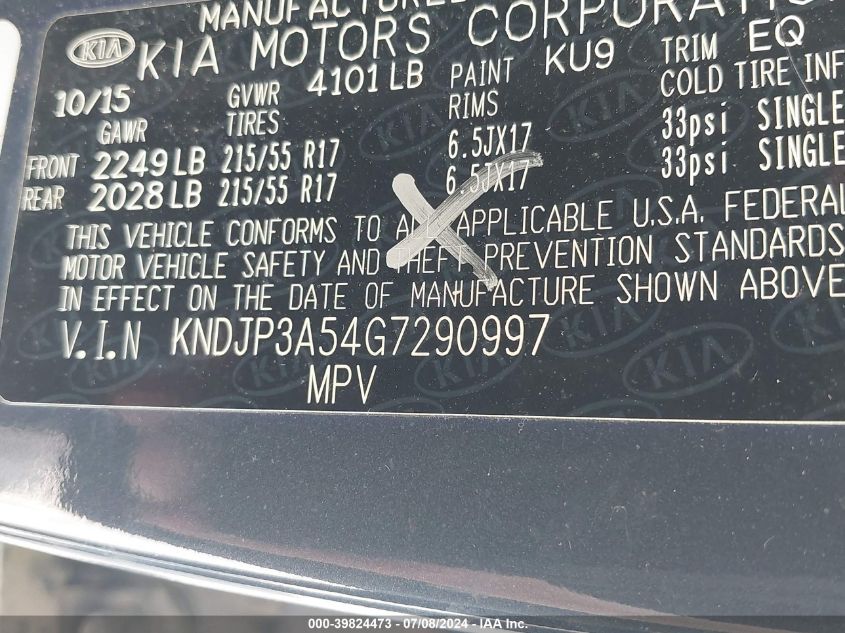 MANUFACTURED
KIA KIA MOTORS CORPORATION
10/15 GVWR 4101 LB PAINT KU9 TRIM EQ
GAWR TIRES RIMS COLD TIRE INF
FRONT 2249 LB 215/55 R17 6.5JX17 33psi SINGLE
REAR 2028 LB 215/55 R17 6.5JX17 33psi SINGLE
THIS VEHICLE CONFORMS TO ALL APPLICABLE U.S.A. FEDERAL
MOTOR VEHICLE SAFETY AND THEFT PREVENTION STANDARDS
IN EFFECT ON THE DATE OF MANUFACTURE SHOWN ABOVE
V.I.N KNDJP3A54G7290997
MPV
000-39824473 - 07/08/2024 - IAA Inc.